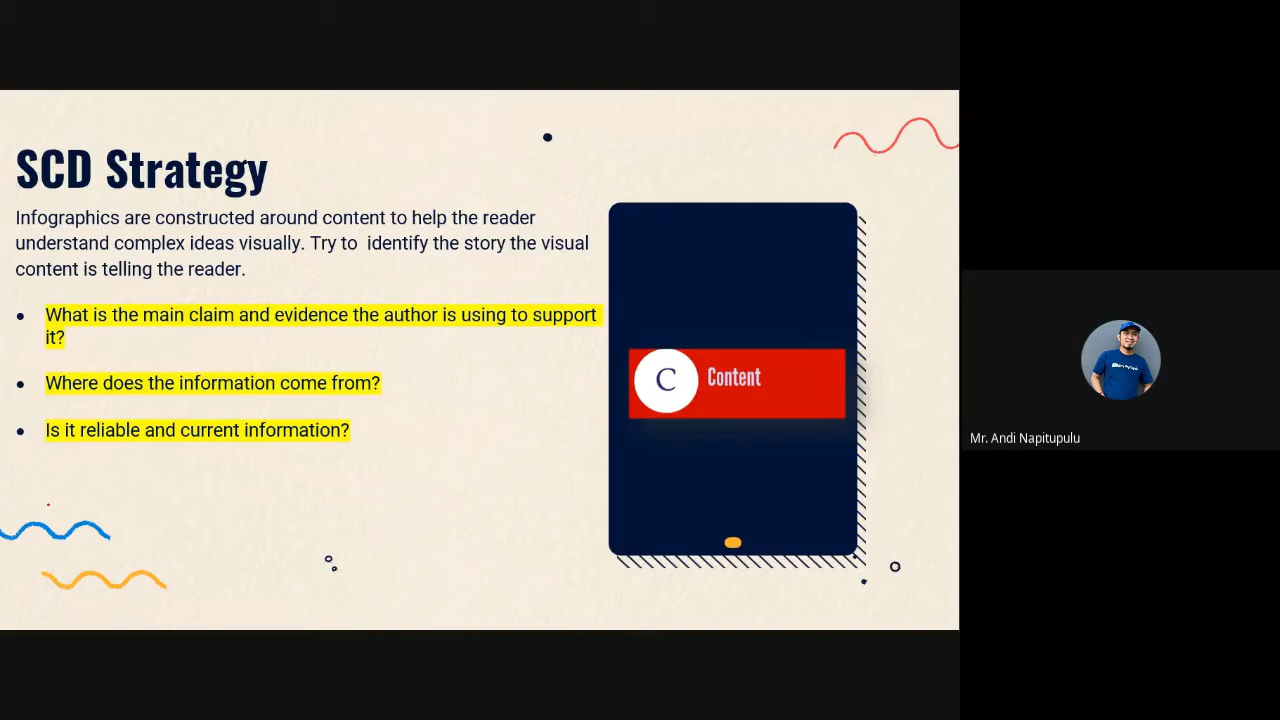 SCD Strategy
Infographics are constructed around content to help the reader
understand complex ideas visually. Try to  identify the story the visual
content is telling the reader.
● What is the main claim and evidence the author is using to support
it?
● Where does the information come from?
● Is it reliable and current information?
C Content
Mr. Andi Napitupulu